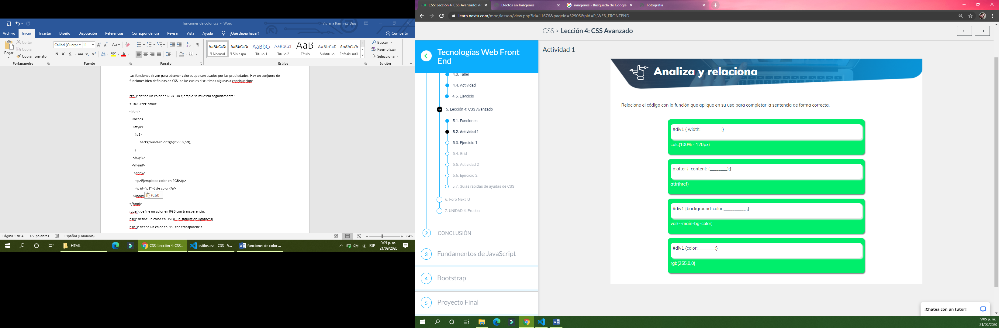 funciones de color css - Word
Viviana Ramirez Diaz
Archivo Inicio Insertar Diseño Disposición Referencias Correspondencia Revisar Vista Ayuda ¿Qué desea hacer? Compartir
Pegar
Cortar
Copiar
Copiar formato
Portapapeles
Calibri (Cuerpo 11
N K S abc x₂ x²
Fuente
Párrafo
AaBbCcDc AaBbCcDc AaBbCc AaBbCcE AaB AaBbCcD AaBbCcDc
¶ Normal ¶ Sin espa... Título 1 Título 2 Título Subtítulo Énfasis sutil
Estilos
Buscar
Reemplazar
Seleccionar
Edición
Las funciones sirven para obtener valores que son usados por las propiedades. Hay un conjunto de
funciones bien definidas en CSS, de las cuales discutimos algunas a continuacion:
rgb(): define un color en RGB. Un ejemplo se muestra seguidamente:
<!DOCTYPE html>
<html>
<head>
<style>
#p1 {
background-color:rgb(255,59,59);
}
</style>
</head>
<body>
<p>Ejemplo de color en RGB</p>
<p id="p1">Este color</p>
</body>
(Ctrl)
</html>
rgba(): define un color en RGB con transparencia.
hsl(): define un color en HSL (Hue-saturation-lightness).
hsla(): define un color en HSL con transparencia.
Página 1 de 4 377 palabras Español (Colombia) 84%
HTML
CSS: Lección 4: CSS...
estilos.css - CSS - V...
funciones de color ...
ESP
9:05 p. m.
21/09/2020
CSS: Lección 4: CSS Avanzado: Ac
Efectos en Imágenes
imagenes - Búsqueda de Google
Fotografia
learn.nextu.com/mod/lesson/view.php?id=11676&pageid=52905&pid=P_WEB_FRONTEND
CSS > Lección 4: CSS Avanzado
Tecnologías Web Front
End
4.3. Taller
4.4. Actividad
4.5. Ejercicio
5. Lección 4: CSS Avanzado
5.1. Funciones
5.2. Actividad 1
5.3. Ejercicio 1
5.4. Grid
5.5. Actividad 2
5.6. Ejercicio 2
5.7. Guías rápidas de ayudas de CSS
6. Foro Next_U
7. UNIDAD 4: Prueba
CONCLUSIÓN
3 Fundamentos de JavaScript
4 Bootstrap
5 Proyecto Final
Actividad 1
Analiza y relaciona
Relacione el código con la función que aplique en su uso para completar la sentencia de forma correcta.
#div1 { width: _________;}
calc(100% - 120px)
a:after { content: (________);}
attr(href)
#div1 {background-color:__________ ;}
var(--main-bg-color)
#div1 {color:________;}
rgb(255,0,0)
¡Chatea con un tutor!
9:05 p. m.
21/09/2020